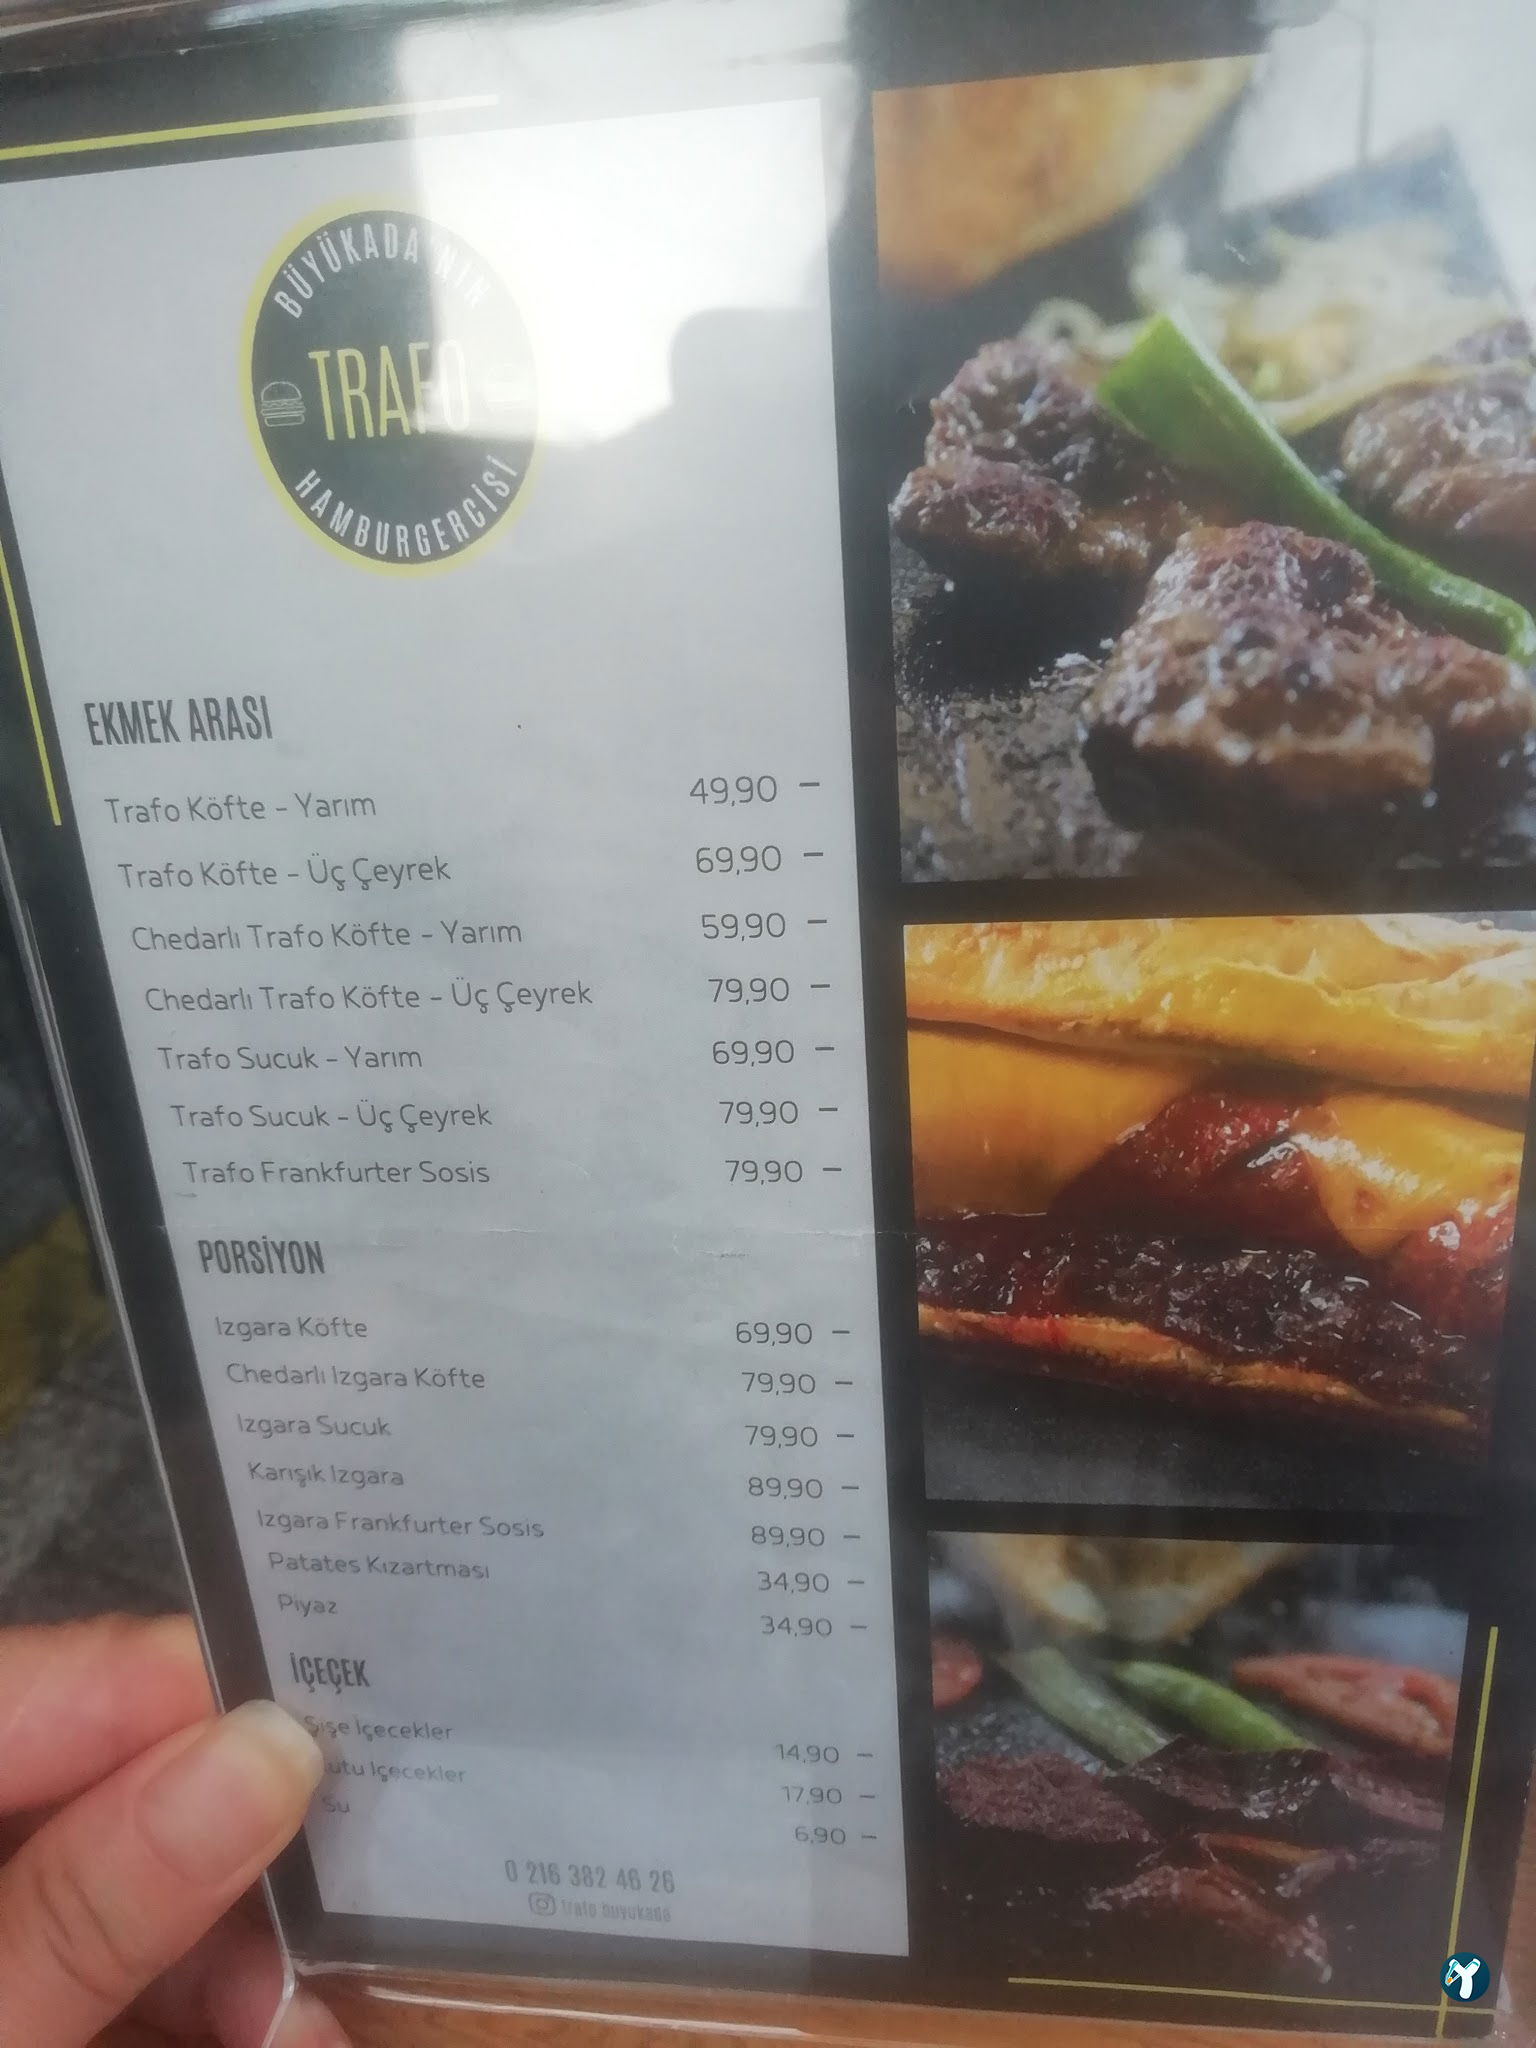 BÜYÜKADA'NIN
TRAFO
HAMBURGERCİSİ
EKMEK ARASI
Trafo Köfte - Yarım 49,90 -
Trafo Köfte - Üç Çeyrek 69,90 -
Chedarlı Trafo Köfte - Yarım 59,90 -
Chedarlı Trafo Köfte - Üç Çeyrek 79,90 -
Trafo Sucuk - Yarım 69,90 -
Trafo Sucuk - Üç Çeyrek 79,90 -
Trafo Frankfurter Sosis 79,90 -
PORSİYON
Izgara Köfte 69,90 -
Chedarlı Izgara Köfte 79,90 -
Izgara Sucuk 79,90 -
Karışık Izgara 89,90 -
Izgara Frankfurter Sosis 89,90 -
Patates Kızartması 34,90 -
Piyaz 34,90 -
İÇEÇEK
Şişe İçecekler 14,90 -
utu İçecekler 17,90 -
Su 6,90 -
0 216 382 46 26
trafo.buyukada